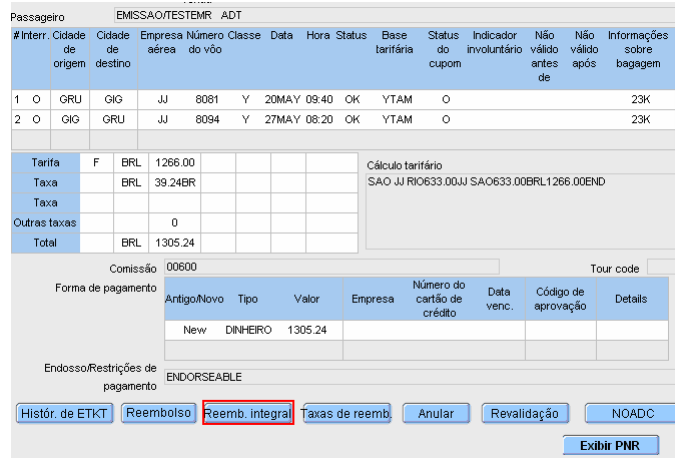 Passageiro EMISSAO/TESTEMR ADT
# Interr. Cidade de origem Cidade de destino Empresa aérea Número do vôo Classe Data Hora Status Base tarifária Status do cupom Indicador involuntário Não válido antes de Não válido após Informações sobre bagagem
1 O GRU GIG JJ 8081 Y 20MAY 09:40 OK YTAM O 23K
2 O GIG GRU JJ 8094 Y 27MAY 08:20 OK YTAM O 23K
Tarifa F BRL 1266.00
Cálculo tarifário
Taxa BRL 39.24BR
SAO JJ RIO633.00JJ SAO633.00BRL1266.00END
Taxa
Outras taxas 0
Total BRL 1305.24
Comissão 00600 Tour code
Forma de pagamento
Antigo/Novo Tipo Valor Empresa Número do cartão de crédito Data venc. Código de aprovação Details
New DINHEIRO 1305.24
Endosso/Restrições de pagamento ENDORSEABLE
Histór. de ETKT Reembolso Reemb. integral Taxas de reemb. Anular Revalidação NOADC
Exibir PNR